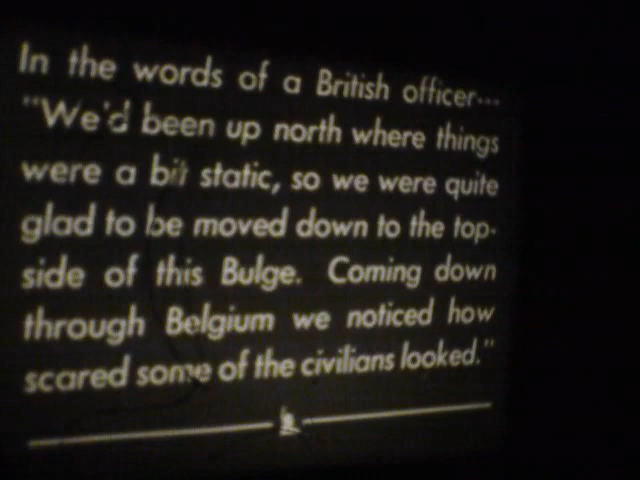 In the words of a British officer...
"We'd been up north where things
were a bit static, so we were quite
glad to be moved down to the top-
side of this Bulge. Coming down
through Belgium we noticed how
scared some of the civilians looked."